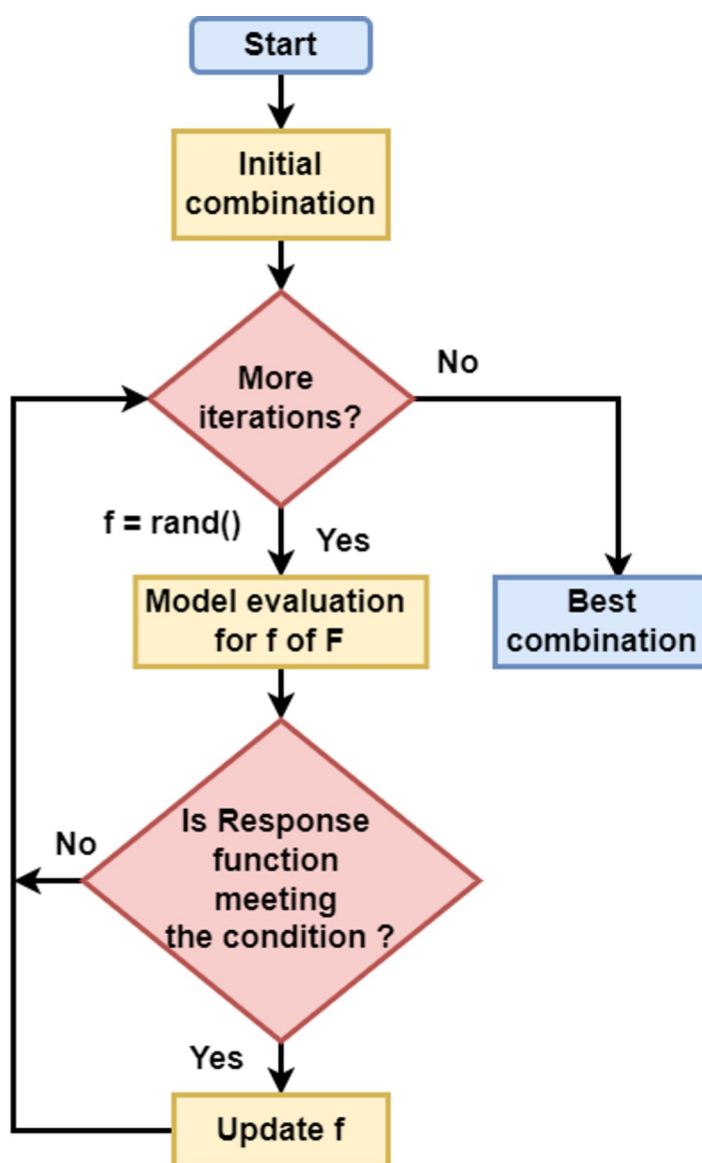 Start
Initial
combination
More
iterations?
No
f = rand()
Yes
Model evaluation
for f of F
Best
combination
Is Response
function
meeting
the condition ?
No
Yes
Update f